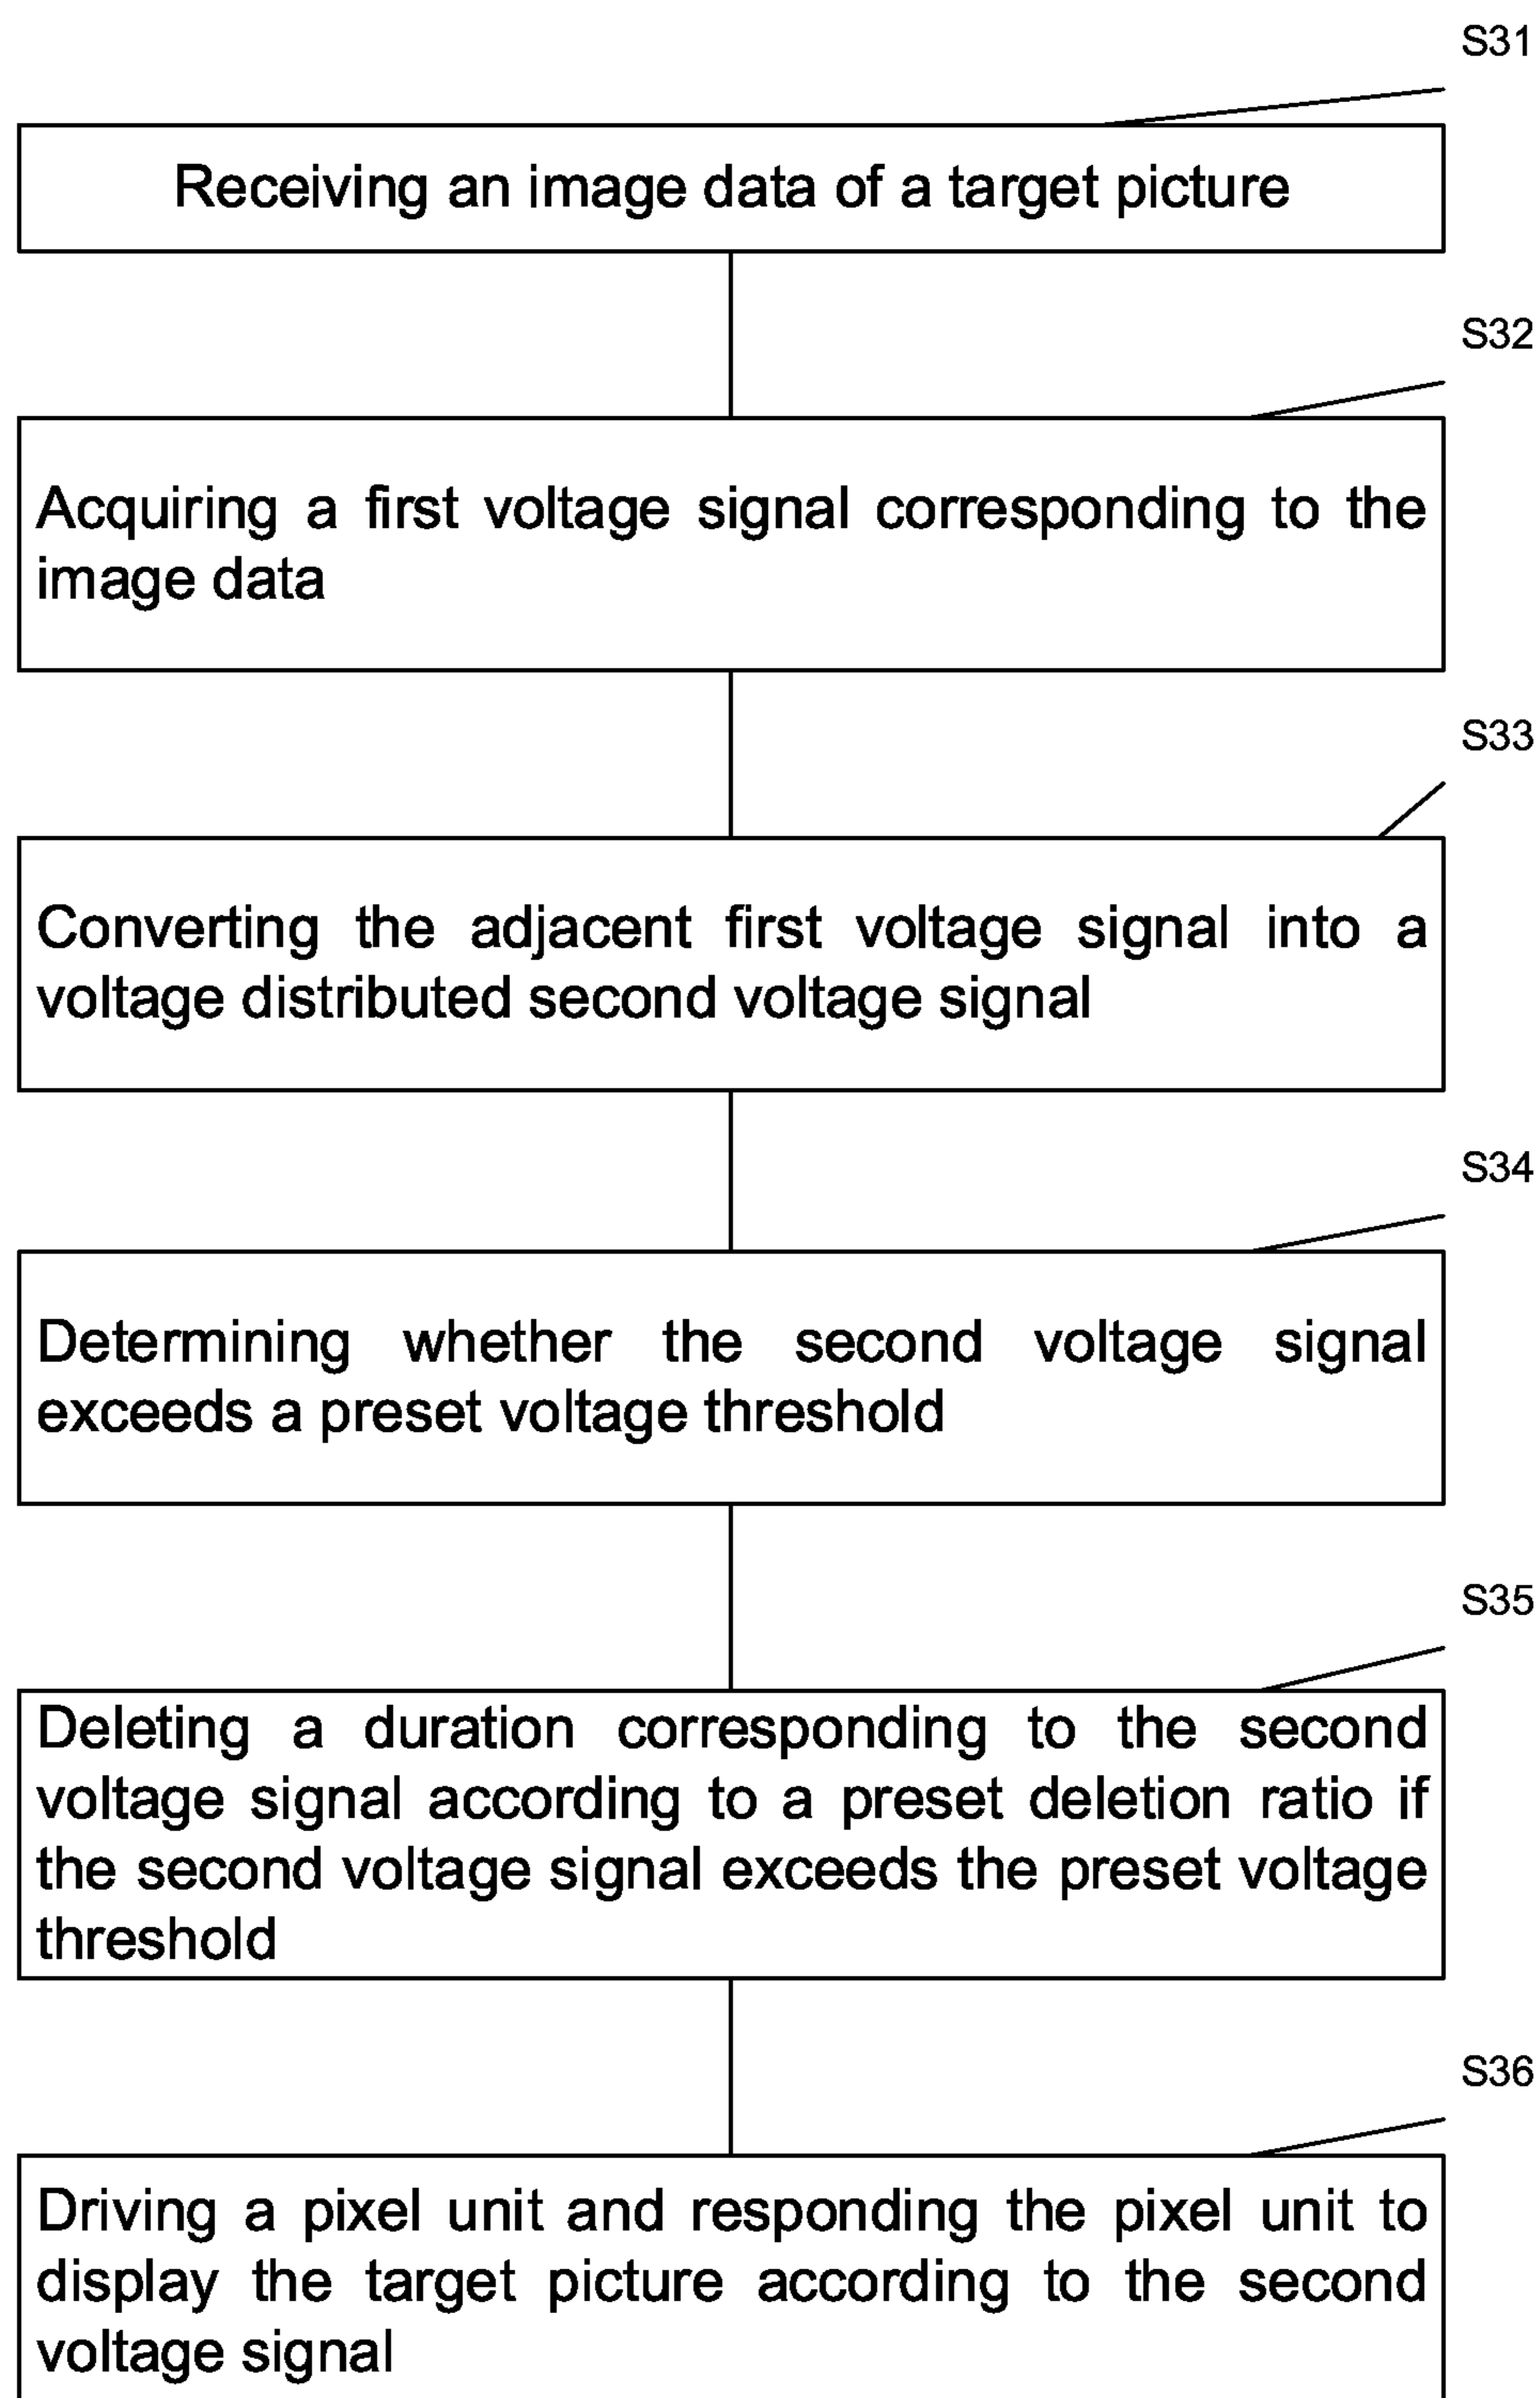 S31
Receiving an image data of a target picture
S32
Acquiring a first voltage signal corresponding to the
image data
S33
Converting the adjacent first voltage signal into a
voltage distributed second voltage signal
S34
Determining whether the second voltage signal
exceeds a preset voltage threshold
S35
Deleting a duration corresponding to the second
voltage signal according to a preset deletion ratio if
the second voltage signal exceeds the preset voltage
threshold
S36
Driving a pixel unit and responding the pixel unit to
display the target picture according to the second
voltage signal